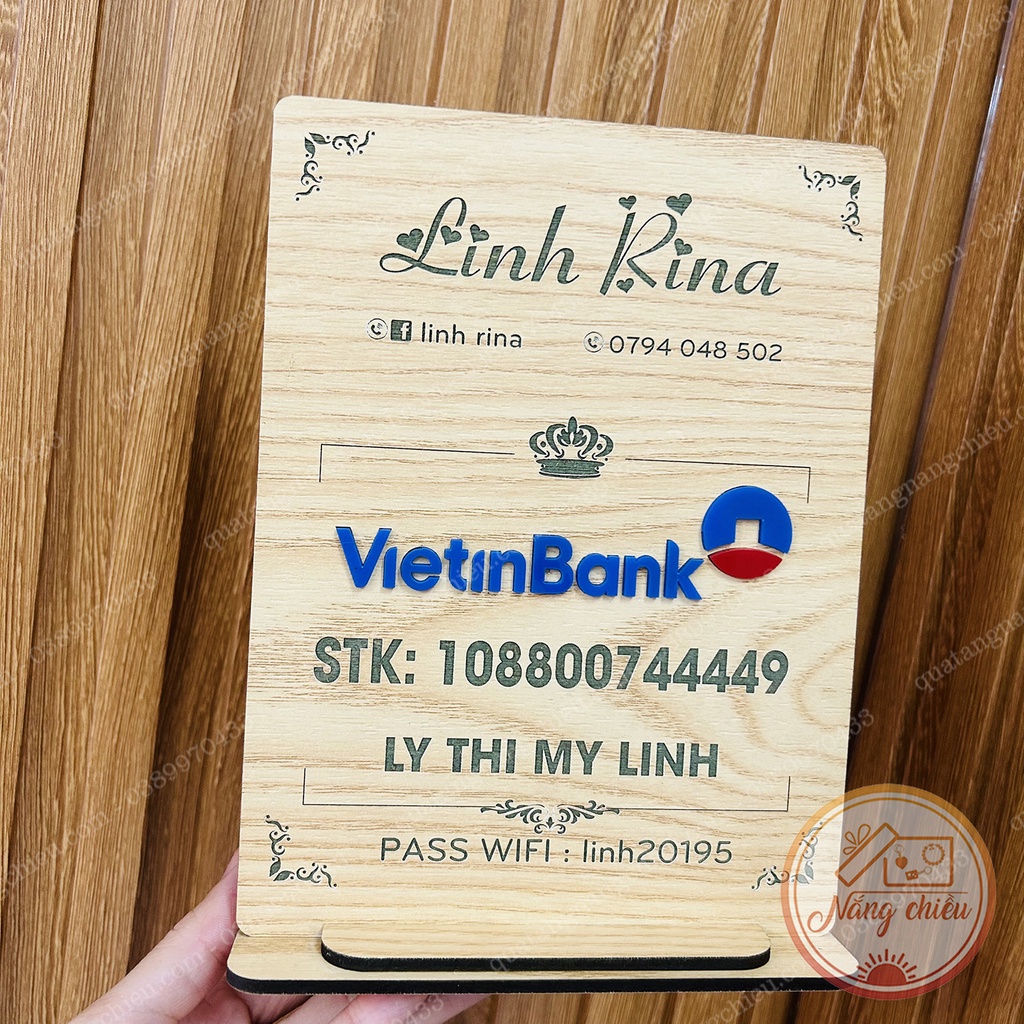 Linh Rina
linh rina 0794 048 502
VietinBank
STK: 108800744449
LY THI MY LINH
PASS WIFI : linh20195
Nắng chiều